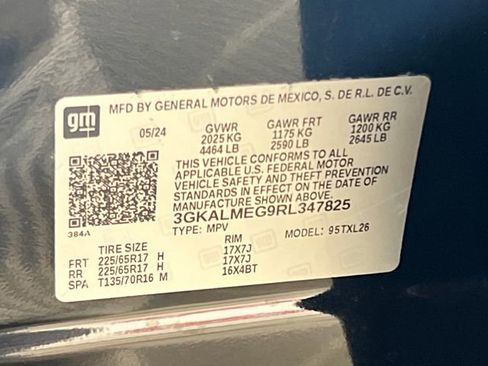 gm
MFD BY GENERAL MOTORS DE MEXICO, S. DE R.L. DE C.V.
05/24 GVWR GAWR FRT GAWR RR
2025 KG 1175 KG 1200 KG
4464 LB 2590 LB 2645 LB
THIS VEHICLE CONFORMS TO ALL
APPLICABLE U.S. FEDERAL MOTOR
VEHICLE SAFETY AND THEFT PREVENTION
STANDARDS IN EFFECT ON THE DATE OF
MANUFACTURE SHOWN ABOVE.
3GKALMEG9RL347825
384A
TYPE: MPV MODEL: 95TXL26
TIRE SIZE RIM
FRT 225/65R17 H 17X7J
RR 225/65R17 H 17X7J
SPA T135/70R16 M 16X4BT